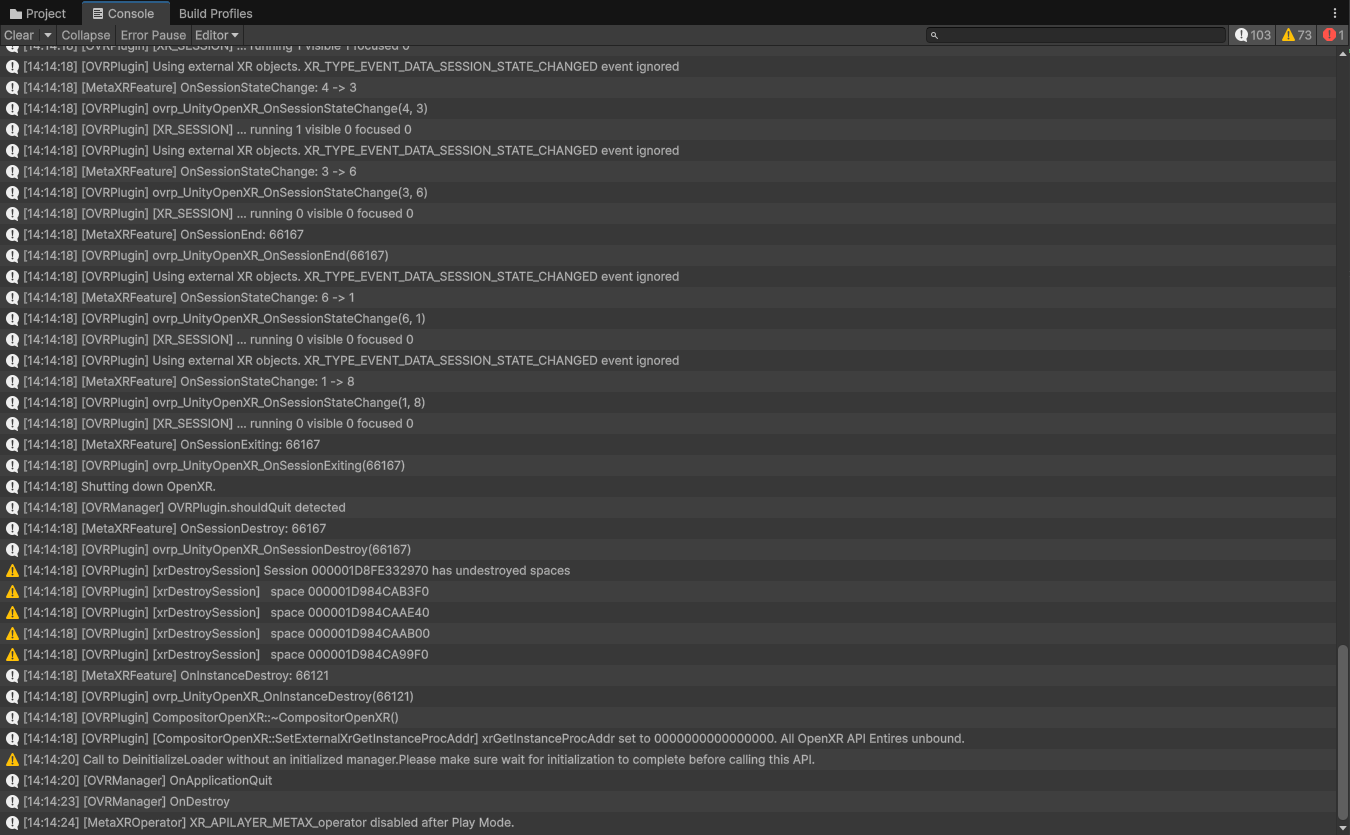 Project
Console
Build Profiles
Clear
Collapse
Error Pause
Editor
103
73
1
[14:14:18] [OVRPlugin] [XR_SESSION] ... running 1 visible 1 focused 0
[14:14:18] [OVRPlugin] Using external XR objects. XR_TYPE_EVENT_DATA_SESSION_STATE_CHANGED event ignored
[14:14:18] [MetaXRFeature] OnSessionStateChange: 4 -> 3
[14:14:18] [OVRPlugin] ovrp_UnityOpenXR_OnSessionStateChange(4, 3)
[14:14:18] [OVRPlugin] [XR_SESSION] ... running 1 visible 0 focused 0
[14:14:18] [OVRPlugin] Using external XR objects. XR_TYPE_EVENT_DATA_SESSION_STATE_CHANGED event ignored
[14:14:18] [MetaXRFeature] OnSessionStateChange: 3 -> 6
[14:14:18] [OVRPlugin] ovrp_UnityOpenXR_OnSessionStateChange(3, 6)
[14:14:18] [OVRPlugin] [XR_SESSION] ... running 0 visible 0 focused 0
[14:14:18] [MetaXRFeature] OnSessionEnd: 66167
[14:14:18] [OVRPlugin] ovrp_UnityOpenXR_OnSessionEnd(66167)
[14:14:18] [OVRPlugin] Using external XR objects. XR_TYPE_EVENT_DATA_SESSION_STATE_CHANGED event ignored
[14:14:18] [MetaXRFeature] OnSessionStateChange: 6 -> 1
[14:14:18] [OVRPlugin] ovrp_UnityOpenXR_OnSessionStateChange(6, 1)
[14:14:18] [OVRPlugin] [XR_SESSION] ... running 0 visible 0 focused 0
[14:14:18] [OVRPlugin] Using external XR objects. XR_TYPE_EVENT_DATA_SESSION_STATE_CHANGED event ignored
[14:14:18] [MetaXRFeature] OnSessionStateChange: 1 -> 8
[14:14:18] [OVRPlugin] ovrp_UnityOpenXR_OnSessionStateChange(1, 8)
[14:14:18] [OVRPlugin] [XR_SESSION] ... running 0 visible 0 focused 0
[14:14:18] [MetaXRFeature] OnSessionExiting: 66167
[14:14:18] [OVRPlugin] ovrp_UnityOpenXR_OnSessionExiting(66167)
[14:14:18] Shutting down OpenXR.
[14:14:18] [OVRManager] OVRPlugin.shouldQuit detected
[14:14:18] [MetaXRFeature] OnSessionDestroy: 66167
[14:14:18] [OVRPlugin] ovrp_UnityOpenXR_OnSessionDestroy(66167)
[14:14:18] [OVRPlugin] [xrDestroySession] Session 000001D8FE332970 has undestroyed spaces
[14:14:18] [OVRPlugin] [xrDestroySession] space 000001D984CAB3F0
[14:14:18] [OVRPlugin] [xrDestroySession] space 000001D984CAAE40
[14:14:18] [OVRPlugin] [xrDestroySession] space 000001D984CAAB00
[14:14:18] [OVRPlugin] [xrDestroySession] space 000001D984CA99F0
[14:14:18] [MetaXRFeature] OnInstanceDestroy: 66121
[14:14:18] [OVRPlugin] ovrp_UnityOpenXR_OnInstanceDestroy(66121)
[14:14:18] [OVRPlugin] CompositorOpenXR::~CompositorOpenXR()
[14:14:18] [OVRPlugin] [CompositorOpenXR::SetExternalXrGetInstanceProcAddr] xrGetInstanceProcAddr set to 0000000000000000. All OpenXR API Entires unbound.
[14:14:20] Call to DeinitializeLoader without an initialized manager.Please make sure wait for initialization to complete before calling this API.
[14:14:20] [OVRManager] OnApplicationQuit
[14:14:23] [OVRManager] OnDestroy
[14:14:24] [MetaXROperator] XR_APILAYER_METAX_operator disabled after Play Mode.